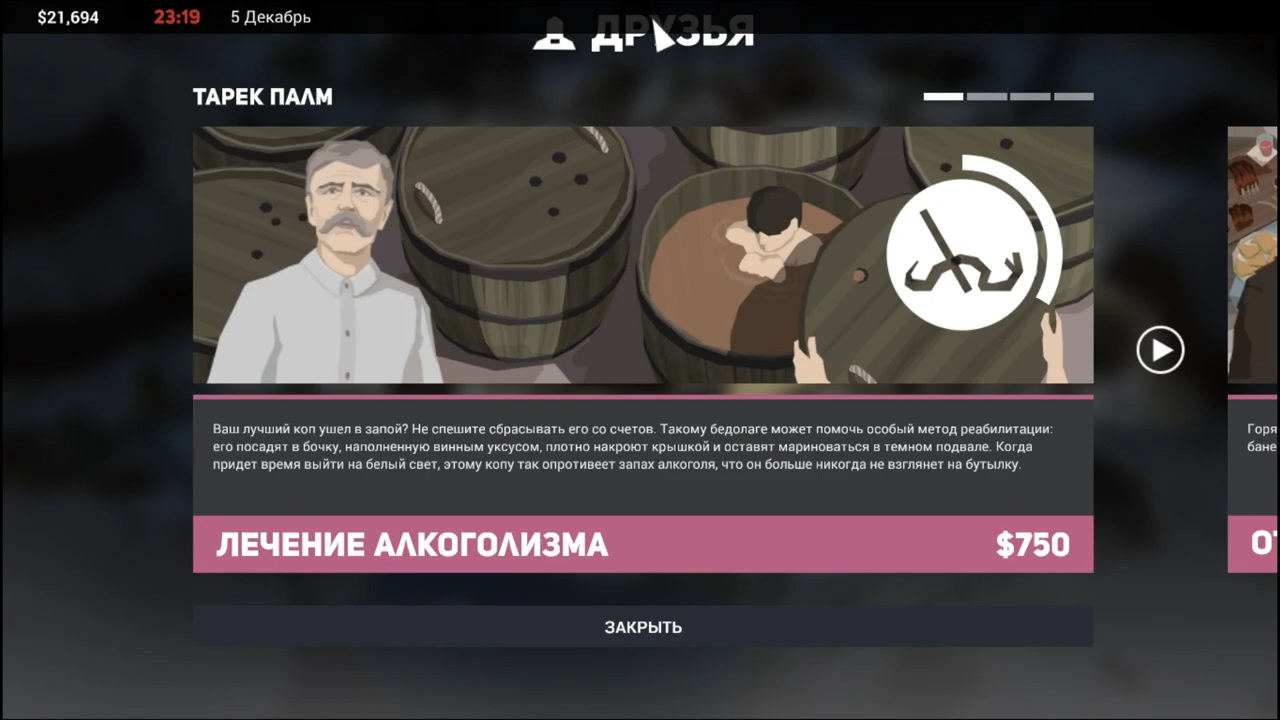 $21,694 23:19 5 Декабрь
ДРУЗЬЯ
ТАРЕК ПАЛМ
Ваш лучший коп ушел в запой? Не спешите сбрасывать его со счетов. Такому бедолаге может помочь особый метод реабилитации:
его посадят в бочку, наполненную винным уксусом, плотно накроют крышкой и оставят мариноваться в темном подвале. Когда
придет время выйти на белый свет, этому копу так опротивеет запах алкоголя, что он больше никогда не взглянет на бутылку.
ЛЕЧЕНИЕ АЛКОГОЛИЗМА $750
ЗАКРЫТЬ